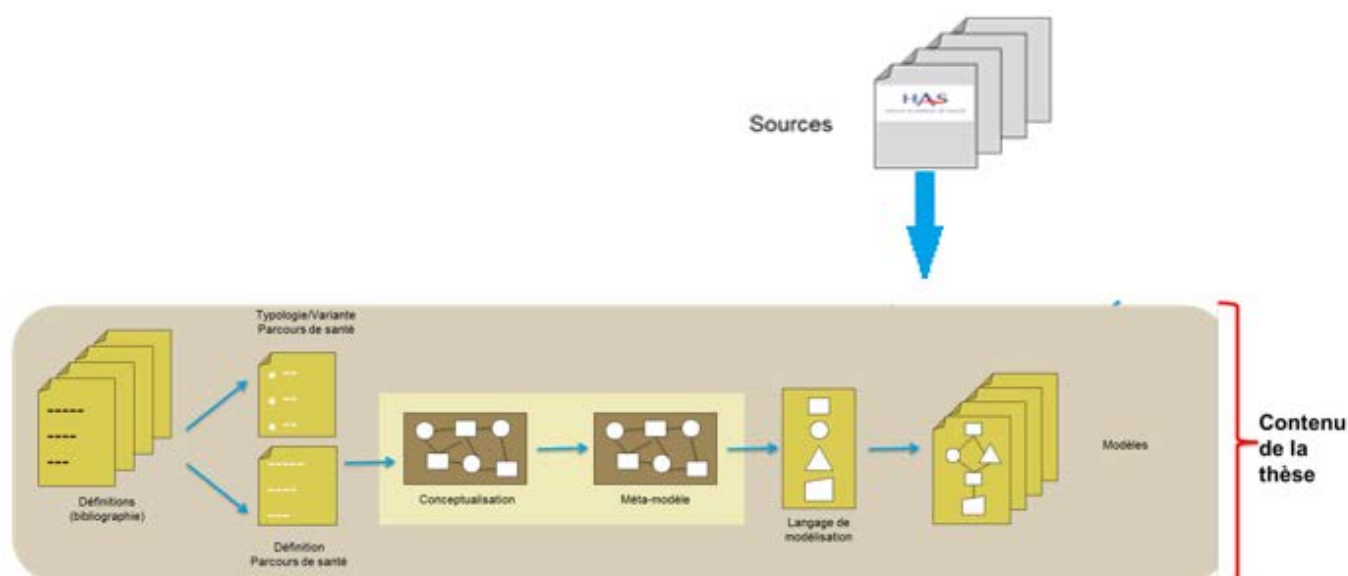 HAS
Sources
Typologie/Variante
Parcours de santé
Définitions
(bibliographie)
Définition
Parcours de santé
Conceptualisation
Méta-modèle
Langage de
modélisation
Modèles
Contenu
de la
thèse